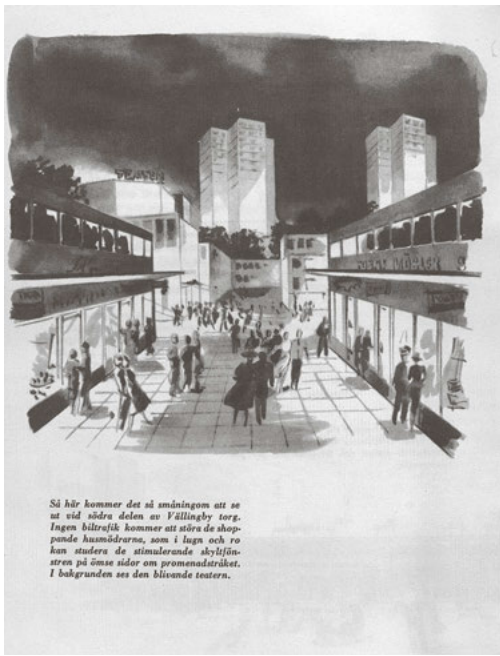 TEATER
Så här kommer det så småningom att se
ut vid södra delen av Vällingby torg.
Ingen biltrafik kommer att störa de shop-
pande husmödrarna, som i lugn och ro
kan studera de stimulerande skyltfön-
stren på ömse sidor om promenadstråket.
I bakgrunden ses den blivande teatern.